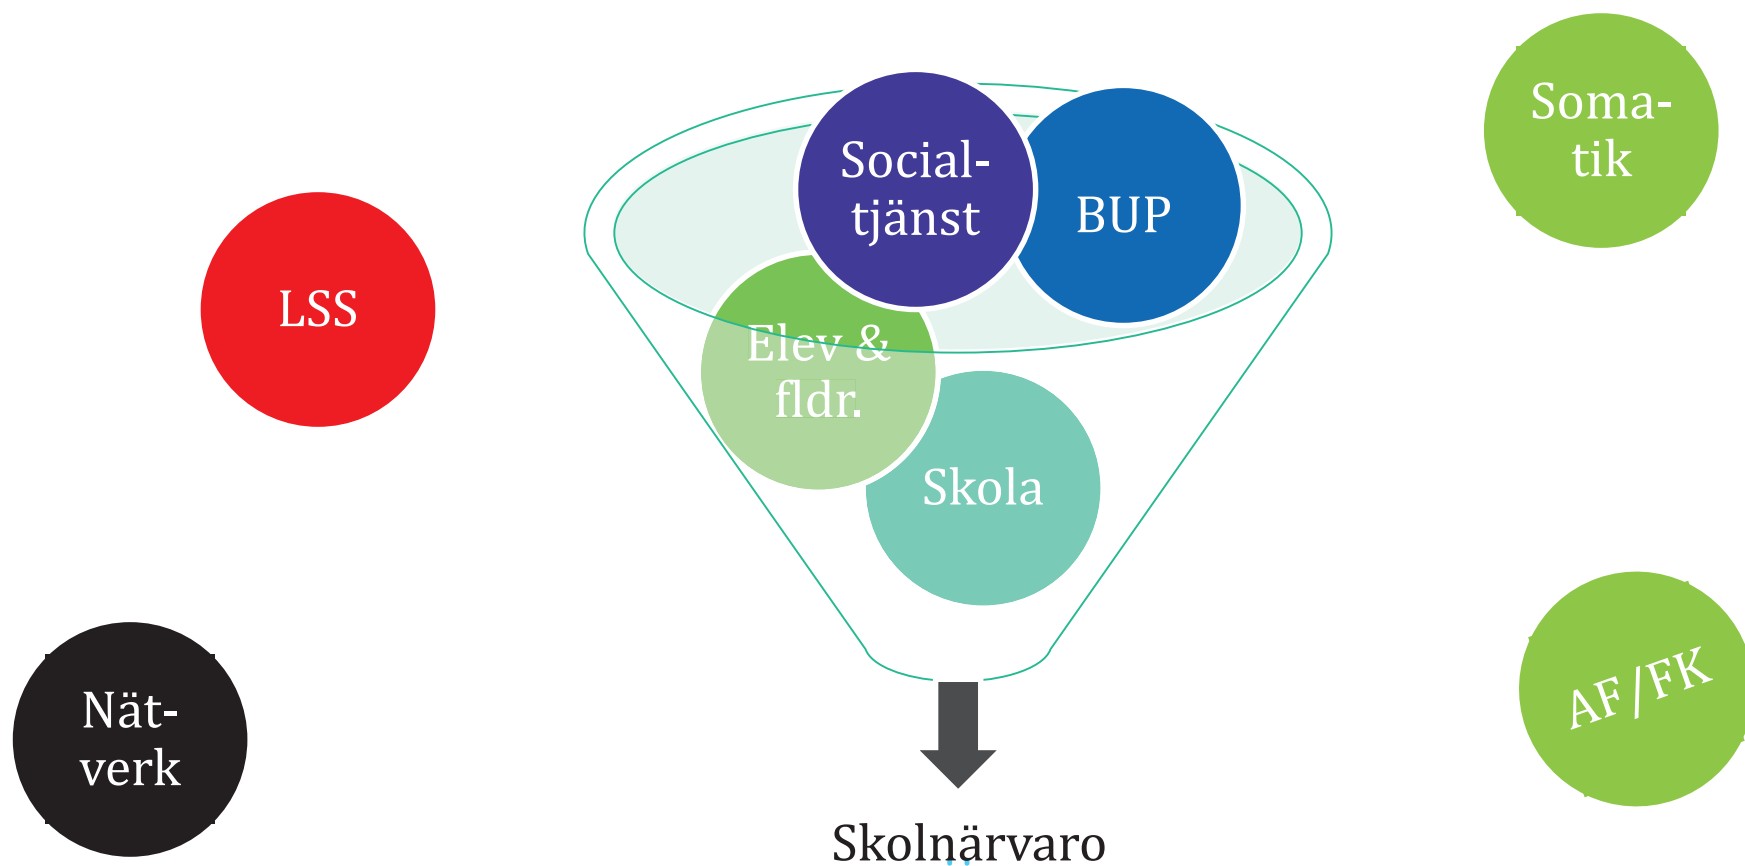 Soma-
tik
Social-
tjänst
BUP
LSS
Elev &
fldr.
Skola
AF/FK
Nät-
verk
Skolnärvaro